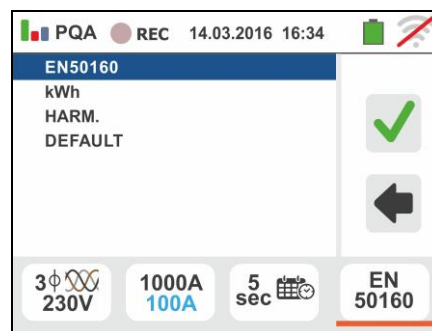 PQA REC 14.03.2016 16:34
EN50160
kWh
HARM.
DEFAULT
3ϕ 1000A 5 EN
230V 100A sec 50160